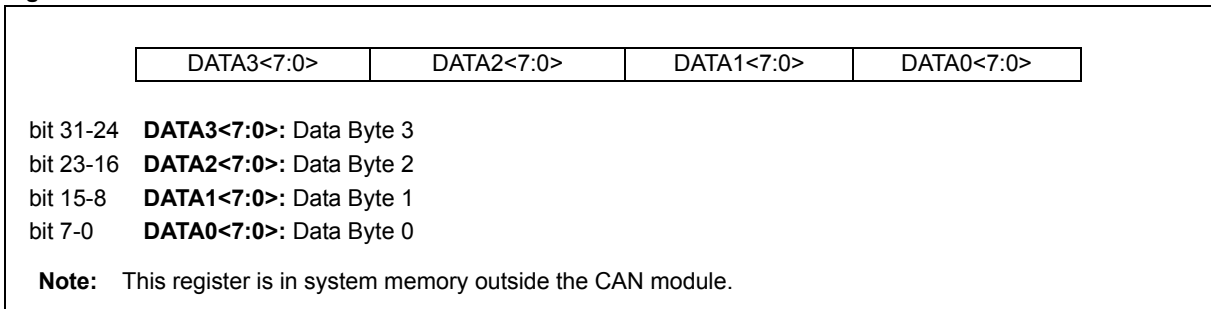 DATA3<7:0> DATA2<7:0> DATA1<7:0> DATA0<7:0>
bit 31-24 DATA3<7:0>: Data Byte 3
bit 23-16 DATA2<7:0>: Data Byte 2
bit 15-8 DATA1<7:0>: Data Byte 1
bit 7-0 DATA0<7:0>: Data Byte 0
Note: This register is in system memory outside the CAN module.